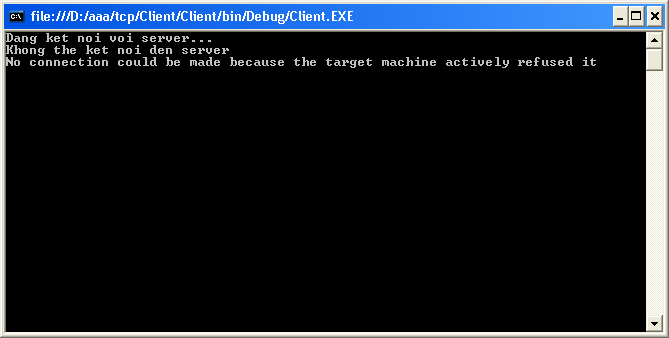 file:///D:/aaa/tcp/Client/Client/bin/Debug/Client.EXE
Dang ket noi voi server...
Khong the ket noi den server
No connection could be made because the target machine actively refused it